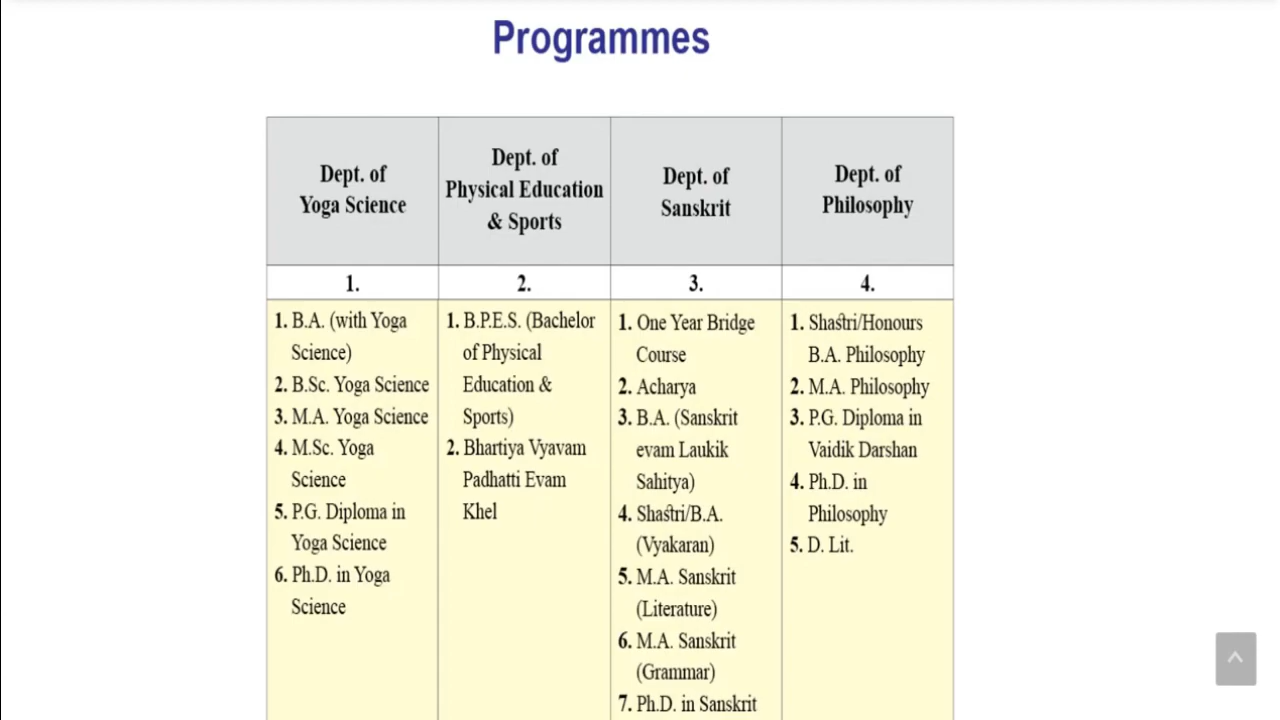 Programmes
Dept. of
Yoga Science
Dept. of
Physical Education
& Sports
Dept. of
Sanskrit
Dept. of
Philosophy
1.
2.
3.
4.
1. B.A. (with Yoga
Science)
2. B.Sc. Yoga Science
3. M.A. Yoga Science
4. M.Sc. Yoga
Science
5. P.G. Diploma in
Yoga Science
6. Ph.D. in Yoga
Science
1. B.P.E.S. (Bachelor
of Physical
Education &
Sports)
2. Bhartiya Vyavam
Padhatti Evam
Khel
1. One Year Bridge
Course
2. Acharya
3. B.A. (Sanskrit
evam Laukik
Sahitya)
4. Shastri/B.A.
(Vyakaran)
5. M.A. Sanskrit
(Literature)
6. M.A. Sanskrit
(Grammar)
7. Ph.D. in Sanskrit
1. Shastri/Honours
B.A. Philosophy
2. M.A. Philosophy
3. P.G. Diploma in
Vaidik Darshan
4. Ph.D. in
Philosophy
5. D. Lit.